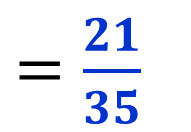 = 21/35